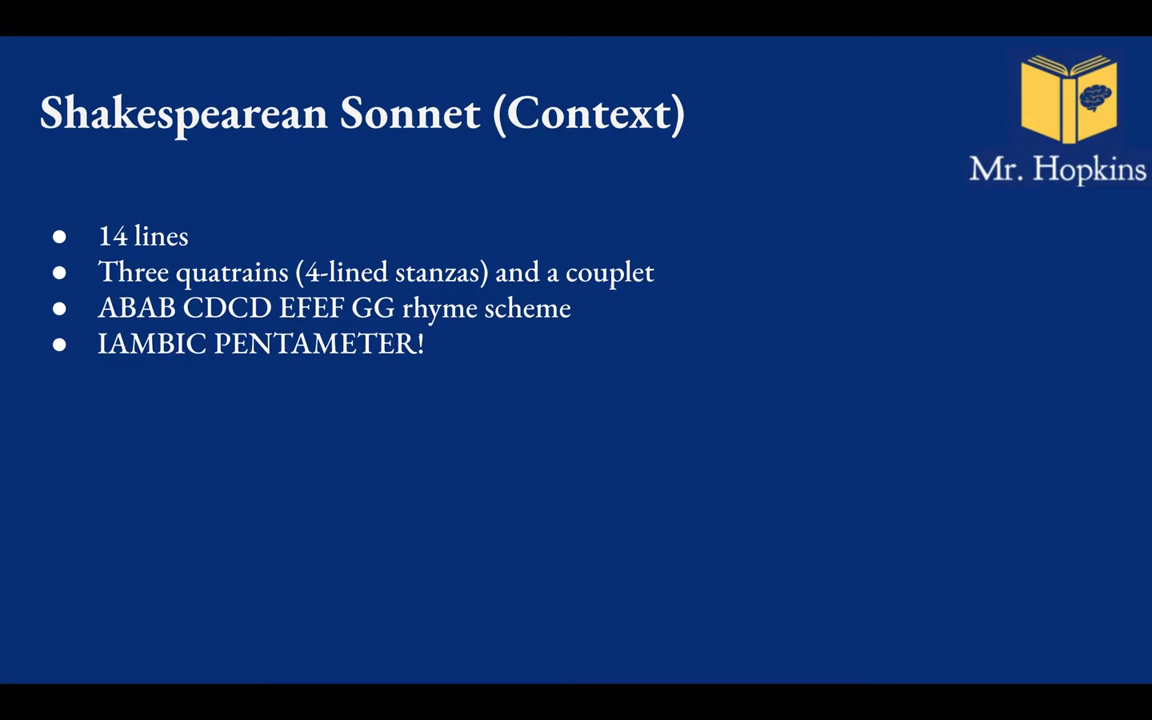 Shakespearean Sonnet (Context)
Mr. Hopkins
● 14 lines
● Three quatrains (4-lined stanzas) and a couplet
● ABAB CDCD EFEF GG rhyme scheme
● IAMBIC PENTAMETER!